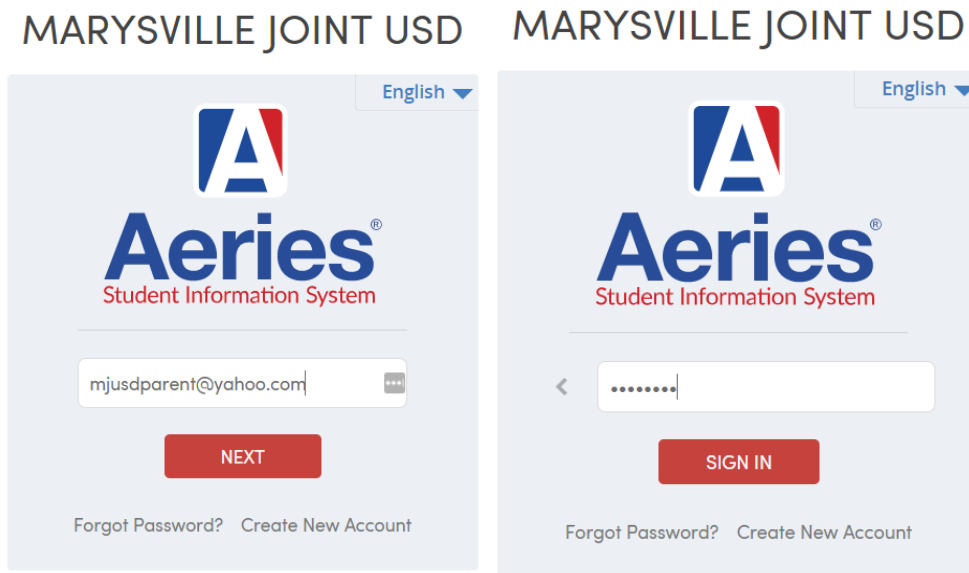 MARYSVILLE JOINT USD
English
Aeries®
Student Information System
mjusdparent@yahoo.com
NEXT
Forgot Password? Create New Account
MARYSVILLE JOINT USD
English
Aeries®
Student Information System
••••••••
SIGN IN
Forgot Password? Create New Account